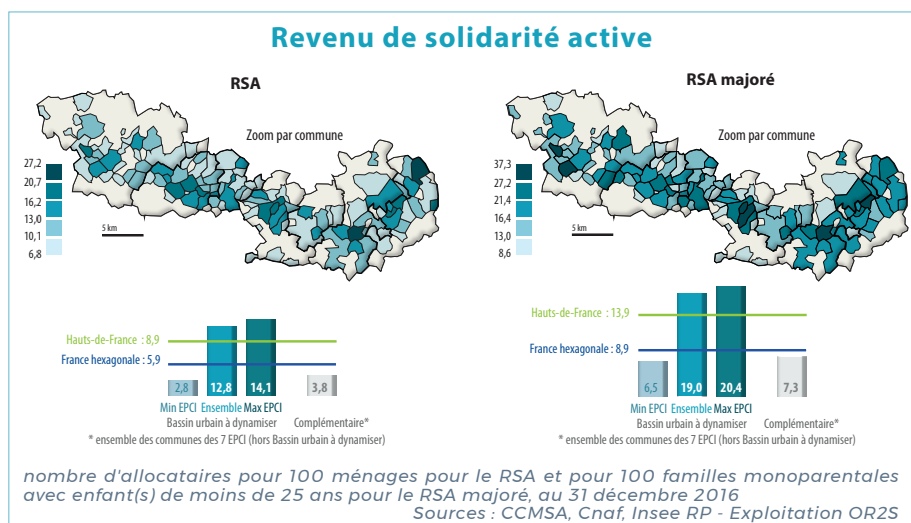 Revenu de solidarité active
RSA
Zoom par commune
27,2
20,7
16,2
13,0
10,1
6,8
5 km
Hauts-de-France : 8,9
France hexagonale : 5,9
2,8
12,8
14,1
3,8
Min EPCI Ensemble Max EPCI Complémentaire*
Bassin urbain à dynamiser
* ensemble des communes des 7 EPCI (hors Bassin urbain à dynamiser)
RSA majoré
Zoom par commune
37,3
27,2
21,4
16,4
13,0
8,6
5 km
Hauts-de-France : 13,9
France hexagonale : 8,9
6,5
19,0
20,4
7,3
Min EPCI Ensemble Max EPCI Complémentaire*
Bassin urbain à dynamiser
* ensemble des communes des 7 EPCI (hors Bassin urbain à dynamiser)
nombre d'allocataires pour 100 ménages pour le RSA et pour 100 familles monoparentales
avec enfant(s) de moins de 25 ans pour le RSA majoré, au 31 décembre 2016
Sources : CCMSA, Cnaf, Insee RP - Exploitation OR2S